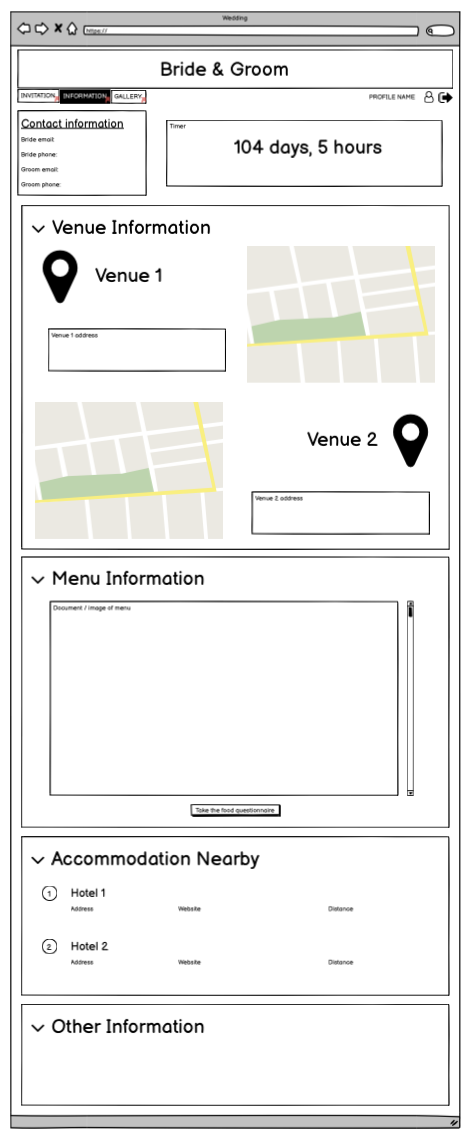 Wedding
https://
Bride & Groom
INVITATION INFORMATION GALLERY PROFILE NAME
Contact information
Bride email:
Bride phone:
Groom email:
Groom phone:
Timer
104 days, 5 hours
Venue Information
Venue 1
Venue 1 address
Venue 2
Venue 2 address
Menu Information
Document / Image of menu
Take the food questionnaire
Accommodation Nearby
1 Hotel 1
Address Website Distance
2 Hotel 2
Address Website Distance
Other Information